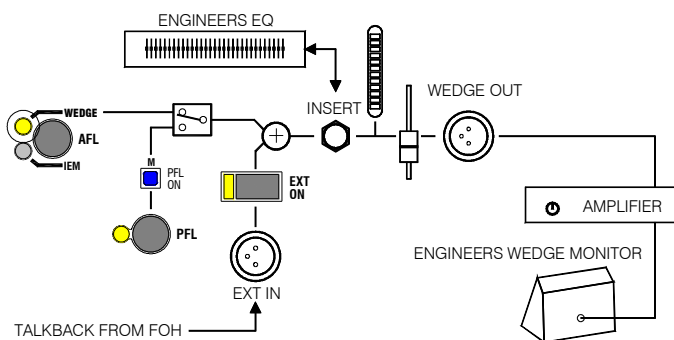 ENGINEERS EQ
INSERT
WEDGE OUT
WEDGE
AFL
IEM
M
PFL
ON
PFL
EXT
ON
EXT IN
AMPLIFIER
ENGINEERS WEDGE MONITOR
TALKBACK FROM FOH